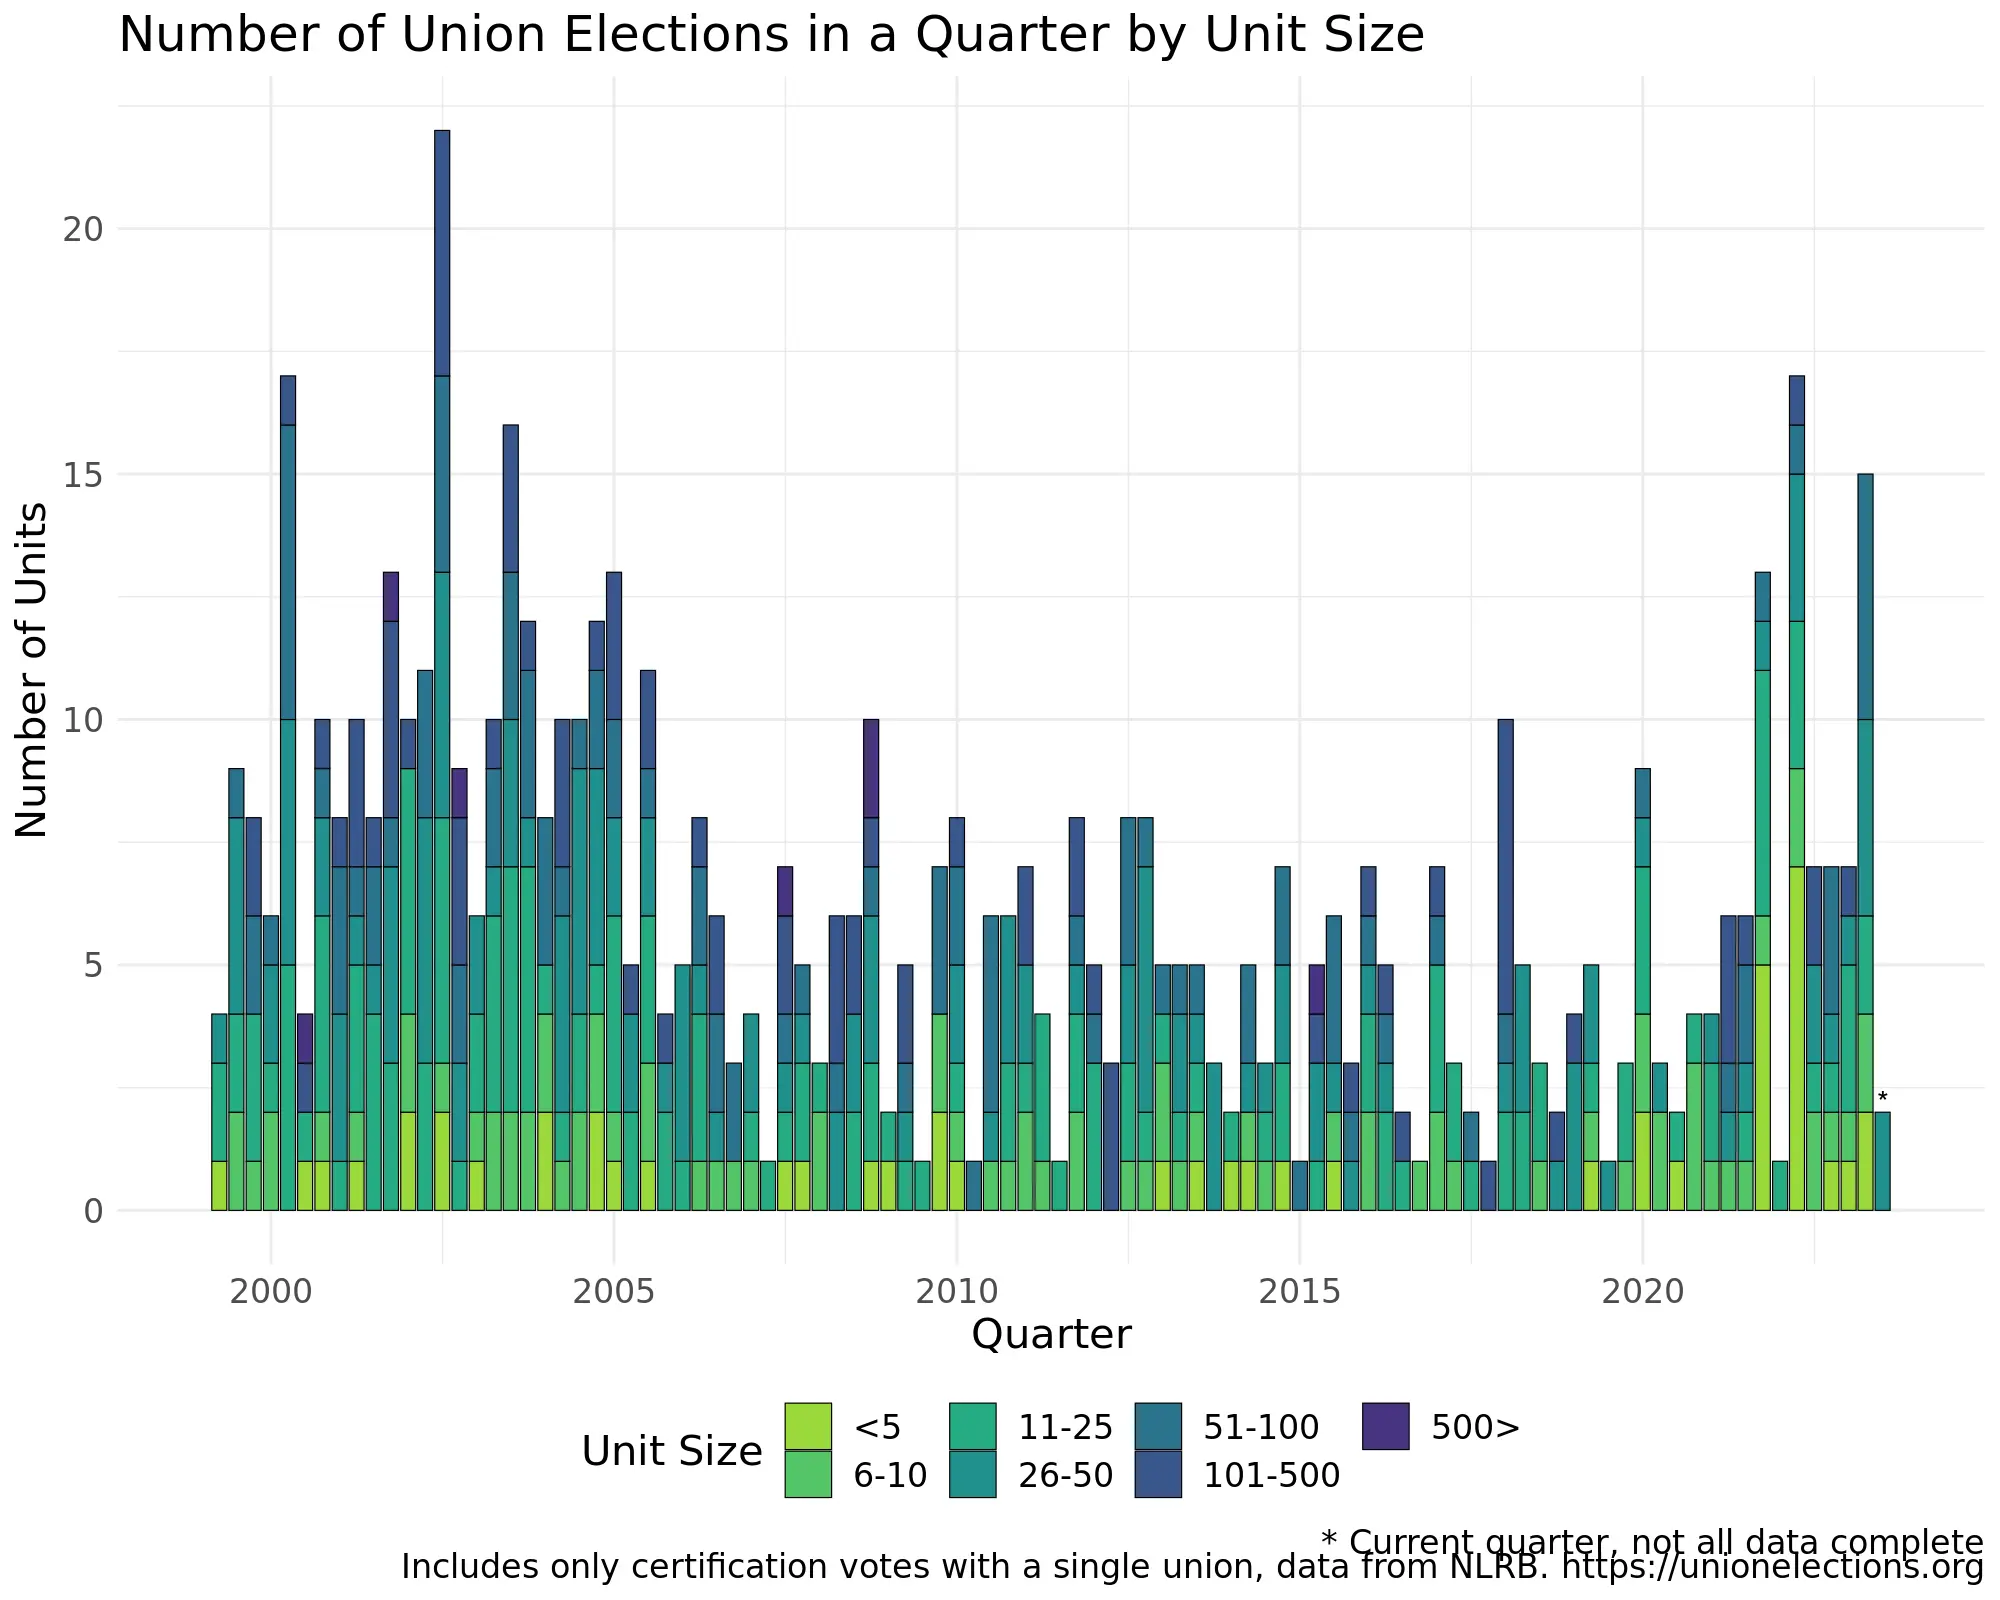 Number of Union Elections in a Quarter by Unit Size
Number of Units
20
15
10
5
0
*
2000 2005 2010 2015 2020
Quarter
Unit Size
<5 11-25 51-100 500>
6-10 26-50 101-500
* Current quarter, not all data complete
Includes only certification votes with a single union, data from NLRB. https://unionelections.org